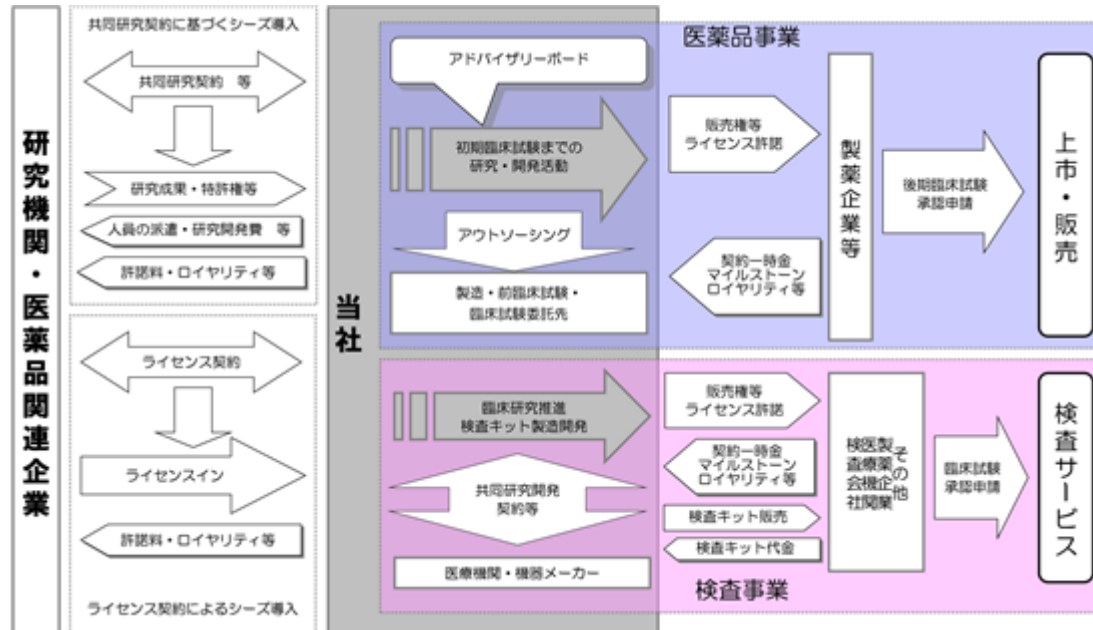 研究機関・医薬品関連企業
共同研究契約に基づくシーズ導入
共同研究契約 等
研究成果・特許権等
人員の派遣・研究開発費 等
許諾料・ロイヤリティ等
ライセンス契約
ライセンスイン
許諾料・ロイヤリティ等
ライセンス契約によるシーズ導入
当社
医薬品事業
アドバイザリーボード
初期臨床試験までの
研究・開発活動
アウトソーシング
製造・前臨床試験・
臨床試験委託先
販売権等
ライセンス許諾
契約一時金
マイルストーン
ロイヤリティ等
製薬企業等
後期臨床試験
承認申請
上市・販売
臨床研究推進
検査キット製造開発
共同研究開発
契約等
医療機関・機器メーカー
販売権等
ライセンス許諾
契約一時金
マイルストーン
ロイヤリティ等
検査キット販売
検査キット代金
その他
製薬企業
医療機関
検査会社
臨床試験
承認申請
検査サービス
検査事業